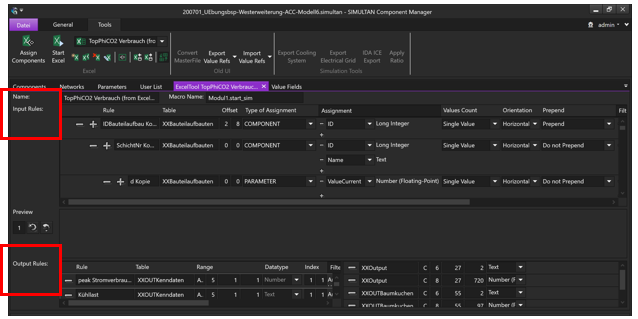 200701_UEbungsbsp-Westerweiterung-ACC-Modell6.simultan - SIMULTAN Component Manager
Datei General Tools admin
TopPhiCO2 Verbrauch (fro
Assign Components Start Excel Convert MasterFile Export Value Refs Import Value Refs Export Cooling System Export Electrical Grid IDA ICE Export Apply Ratio
Excel Old UI Simulation Tools
Components Networks Parameters User List ExcelTool TopPhiCO2 Verbrauc... × Value Fields
Name: TopPhiCO2 Verbrauch (from Excel... Macro Name: Modul1.start_sim
Input Rules: Rule Table Offset Type of Assignment Assignment Values Count Orientation Prepend Filt
IDBauteilaufbau Ko... XXBauteilaufbauten 2 8 COMPONENT ID Long Integer Single Value Horizontal Prepend
SchichtNr Ko... XXBauteilaufbauten 0 0 COMPONENT ID Long Integer Single Value Horizontal Do not Prepend
Name Text
d Kopie XXBauteilaufbauten 0 0 PARAMETER ValueCurrent Number (Floating-Point) Single Value Horizontal Do not Prepend
Preview
1
Output Rules: Rule Table Range Datatype Index Filte XXOutput C 6 27 2 Text
peak Stromverbrau... XXOUTKenndaten A. 5 1 1 Number 1 1 XXOutput C 8 27 720 Number (F
Kühllast XXOUTKenndaten A. 5 1 1 Text 1 1 XXOUTBaumkuchen C 6 55 2 Text
XXOUTBaumkuchen C 8 55 97 Number (F